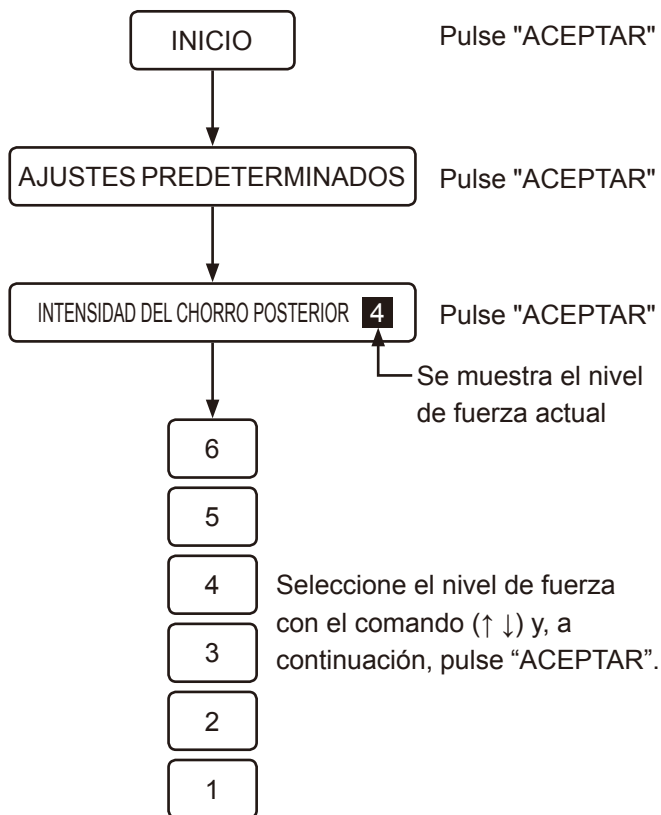 INICIO
Pulse "ACEPTAR"
AJUSTES PREDETERMINADOS
Pulse "ACEPTAR"
INTENSIDAD DEL CHORRO POSTERIOR 4
Pulse "ACEPTAR"
Se muestra el nivel
de fuerza actual
6
5
4
3
2
1
Seleccione el nivel de fuerza
con el comando (↑ ↓) y, a
continuación, pulse “ACEPTAR”.